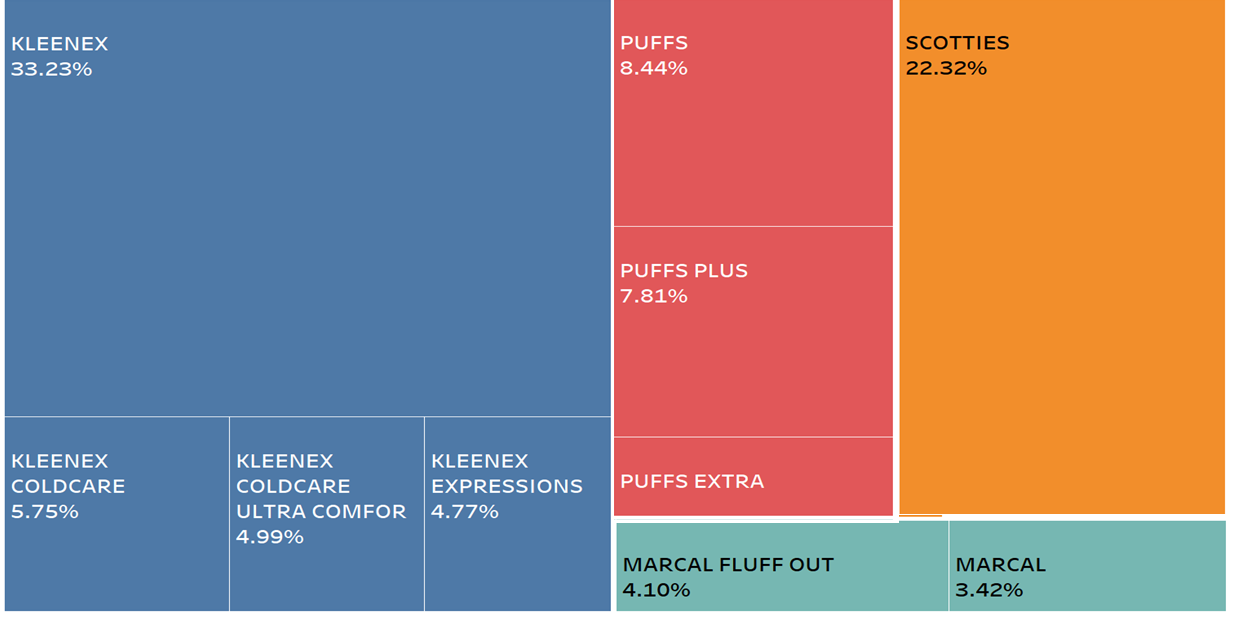 KLEENEX
33.23%
PUFFS
8.44%
SCOTTIES
22.32%
PUFFS PLUS
7.81%
KLEENEX
COLDCARE
5.75%
KLEENEX
COLDCARE
ULTRA COMFOR
4.99%
KLEENEX
EXPRESSIONS
4.77%
PUFFS EXTRA
MARCAL FLUFF OUT
4.10%
MARCAL
3.42%